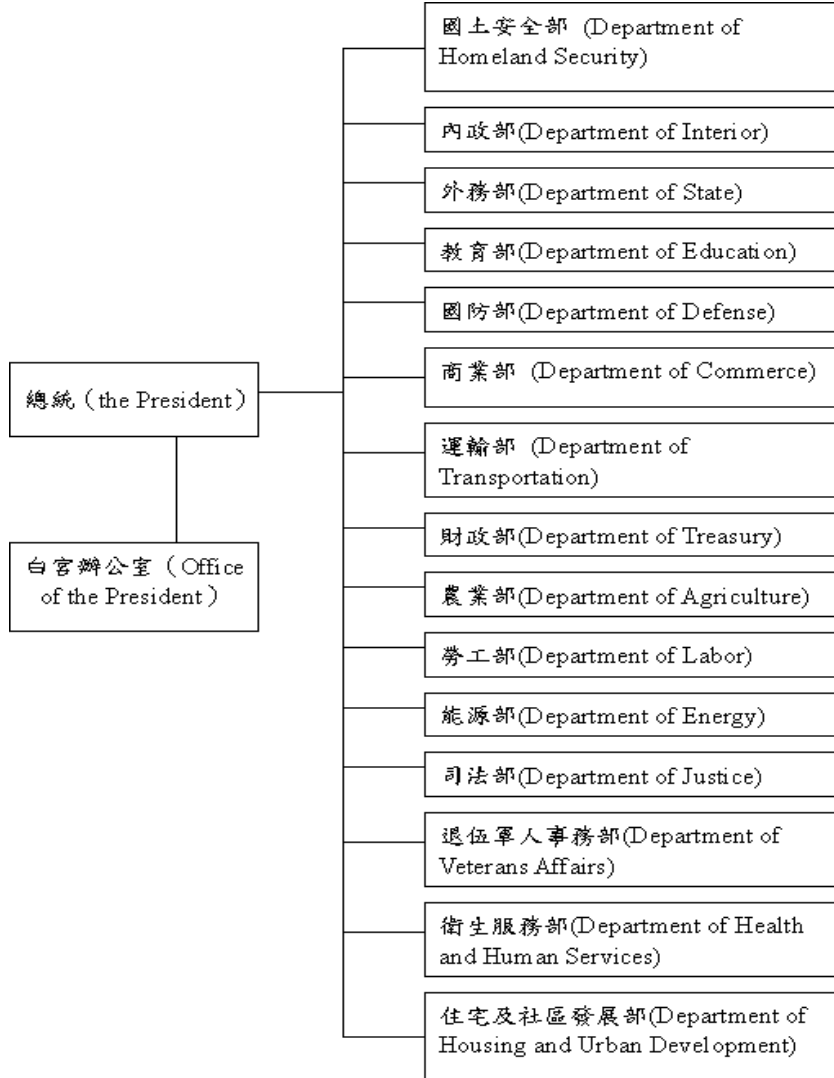 國土安全部 (Department of
Homeland Security)
內政部(Department of Interior)
外務部(Department of State)
教育部(Department of Education)
國防部(Department of Defense)
商業部 (Department of Commerce)
總統（the President）
運輸部 (Department of
Transportation)
財政部(Department of Treasury)
白宮辦公室（Office
of the President）
農業部(Department of Agriculture)
勞工部(Department of Labor)
能源部(Department of Energy)
司法部(Department of Justice)
退伍軍人事務部(Department of
Veterans Affairs)
衛生服務部(Department of Health
and Human Services)
住宅及社區發展部(Department of
Housing and Urban Development)